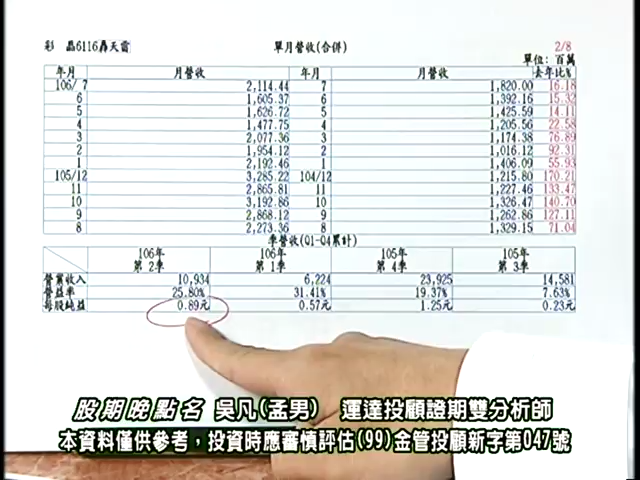 彩　晶6116轟天雷 單月營收(合併) 2/8
單位: 百萬
年月 月營收 年月 月營收 去年比%
106/ 7 2,114.44 7 1,820.00 16.18
6 1,605.37 6 1,392.16 15.32
5 1,626.72 5 1,425.59 14.11
4 1,477.75 4 1,205.56 22.58
3 2,077.36 3 1,174.38 76.89
2 1,954.12 2 1,016.12 92.31
1 2,192.46 1 1,406.09 55.93
105/12 3,285.22 104/12 1,215.80 170.21
11 2,865.81 11 1,227.46 133.47
10 3,192.86 10 1,326.47 140.70
9 2,868.12 9 1,262.86 127.11
8 2,273.36 8 1,329.15 71.04
季營收(Q1-Q4累計)
106年 106年 105年 105年
第 2季 第 1季 第 4季 第 3季
營業收入 10,934 6,224 23,925 14,581
營益率 25.80% 31.41% 19.37% 7.63%
每股純益 0.89元 0.57元 1.25元 0.23元
股期晚點名 吳凡(孟男) 運達投顧證期雙分析師
本資料僅供參考，投資時應審慎評估(99)金管投顧新字第047號